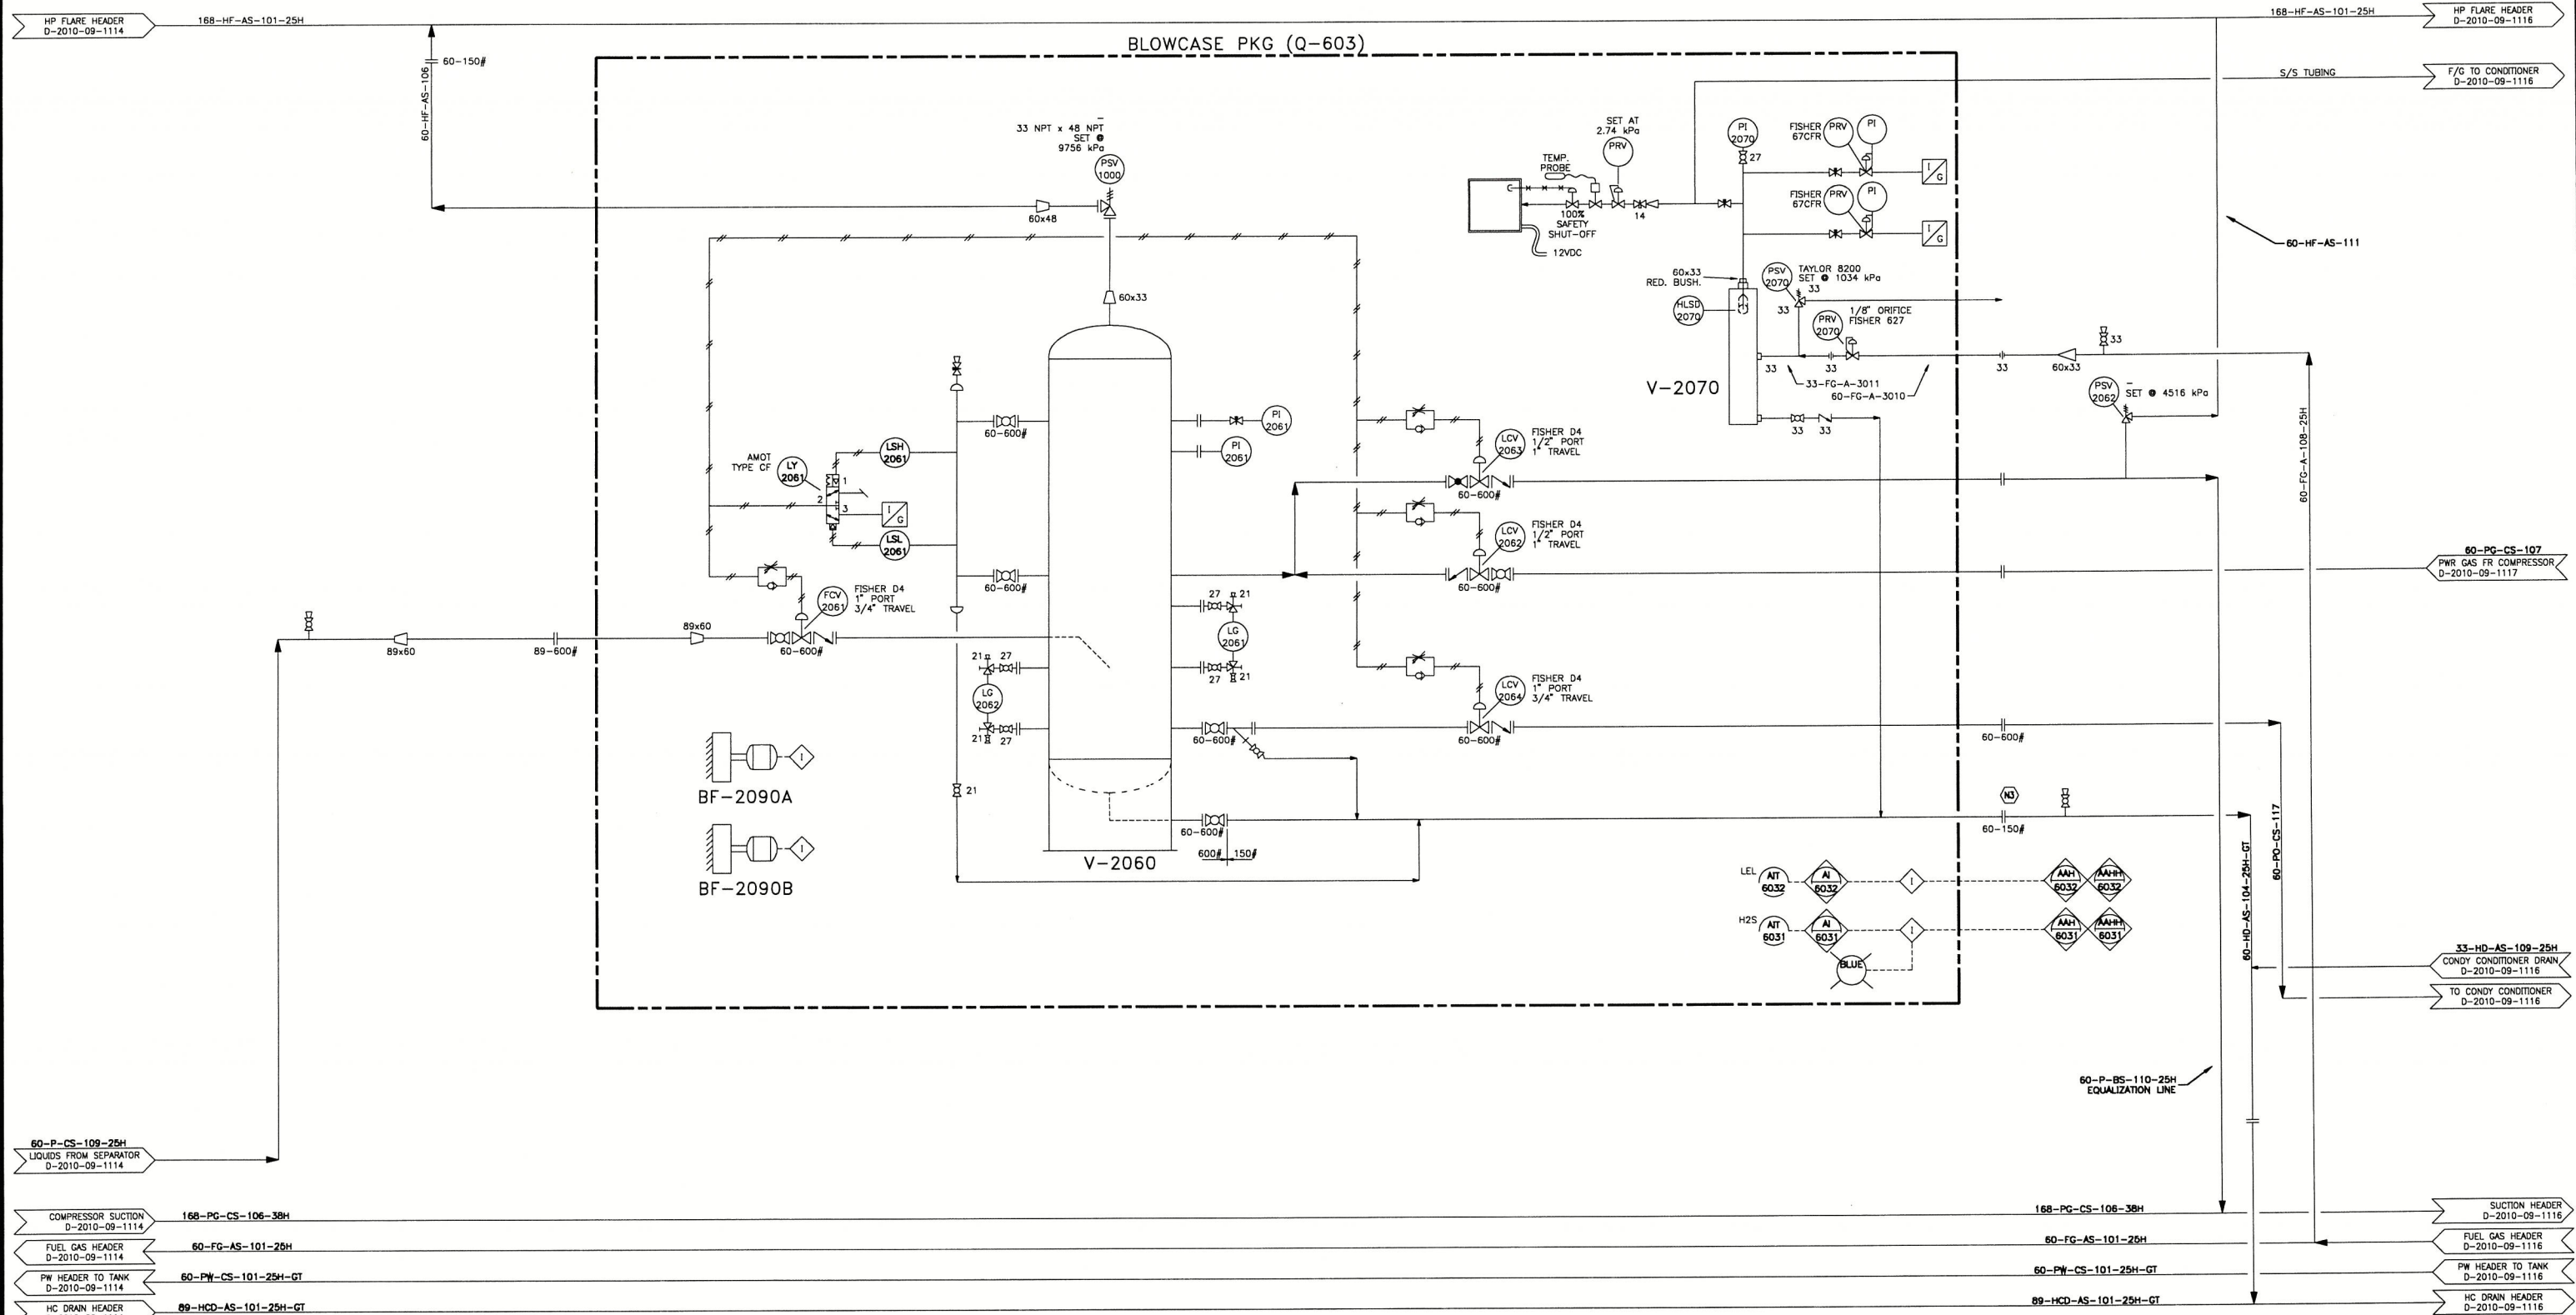 HP FLARE HEADER
D-2010-09-1114
168-HF-AS-101-25H
168-HF-AS-101-25H
HP FLARE HEADER
D-2010-09-1116
BLOWCASE PKG (Q-603)
60-150#
60-HF-AS-106
S/S TUBING
F/G TO CONDITIONER
D-2010-09-1116
33 NPT x 48 NPT
SET @
9756 kPa
PSV
1000
60x48
60x33
SET AT
2.74 kPa
PRV
TEMP.
PROBE
100%
SAFETY
SHUT-OFF
14
12VDC
PI
2070
27
FISHER
67CFR
PRV
PI
I
G
FISHER
67CFR
PRV
PI
I
G
60-HF-AS-111
60x33
RED. BUSH.
HLSD
2070
PSV
2070
TAYLOR 8200
SET @ 1034 kPa
33
33
PRV
2070
1/8" ORIFICE
FISHER 627
33
33
33-FG-A-3011
60-FG-A-3010
33
60x33
33
V-2070
33
33
PSV
2062
SET @ 4516 kPa
60-FG-A-108-25H
60-600#
PI
2061
PI
2061
LCV
2063
FISHER D4
1/2" PORT
1" TRAVEL
60-600#
AMOT
TYPE CF
LY
2061
LSH
2061
1
2
3
I
G
LSL
2061
LCV
2062
FISHER D4
1/2" PORT
1" TRAVEL
60-600#
60-600#
60-PG-CS-107
PWR GAS FR COMPRESSOR
D-2010-09-1117
FCV
2061
FISHER D4
1" PORT
3/4" TRAVEL
89x60
89-600#
89x60
60-600#
27
21
LG
2061
27
21
21
27
LG
2062
21
27
LCV
2064
FISHER D4
1" PORT
3/4" TRAVEL
60-600#
60-600#
60-600#
BF-2090A
I
BF-2090B
I
21
60-600#
600#
150#
V-2060
N3
60-150#
60-HD-AS-104-25H-GT
60-PO-CS-117
LEL
AIT
6032
AI
6032
I
AAH
6032
AAHH
6032
H2S
AIT
6031
AI
6031
I
AAH
6031
AAHH
6031
BLUE
33-HD-AS-109-25H
CONDY CONDITIONER DRAIN
D-2010-09-1116
TO CONDY CONDITIONER
D-2010-09-1116
60-P-BS-110-25H
EQUALIZATION LINE
60-P-CS-109-25H
LIQUIDS FROM SEPARATOR
D-2010-09-1114
COMPRESSOR SUCTION
D-2010-09-1114
168-PG-CS-106-38H
168-PG-CS-106-38H
SUCTION HEADER
D-2010-09-1116
FUEL GAS HEADER
D-2010-09-1114
60-FG-AS-101-25H
60-FG-AS-101-25H
FUEL GAS HEADER
D-2010-09-1116
PW HEADER TO TANK
D-2010-09-1114
60-PW-CS-101-25H-GT
60-PW-CS-101-25H-GT
PW HEADER TO TANK
D-2010-09-1116
HC DRAIN HEADER
89-HCD-AS-101-25H-GT
89-HCD-AS-101-25H-GT
HC DRAIN HEADER
D-2010-09-1116